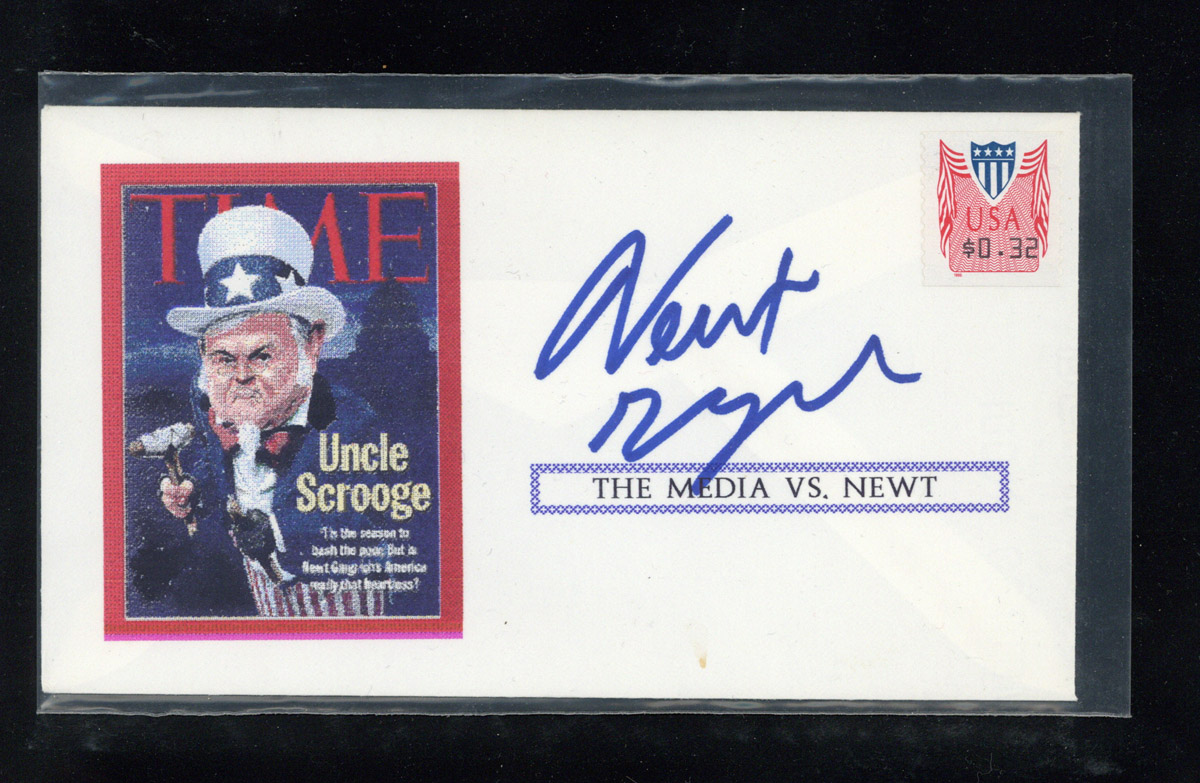 TIME
Uncle
Scrooge
'Tis the season to
bash the poor. But is
Newt Gingrich's America
really that heartless?
Newt
THE MEDIA VS. NEWT
USA
$0.32